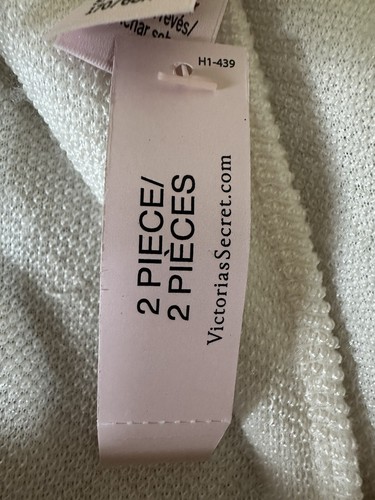 H1-439
2 PIECE/
2 PIÈCES
VictoriasSecret.com